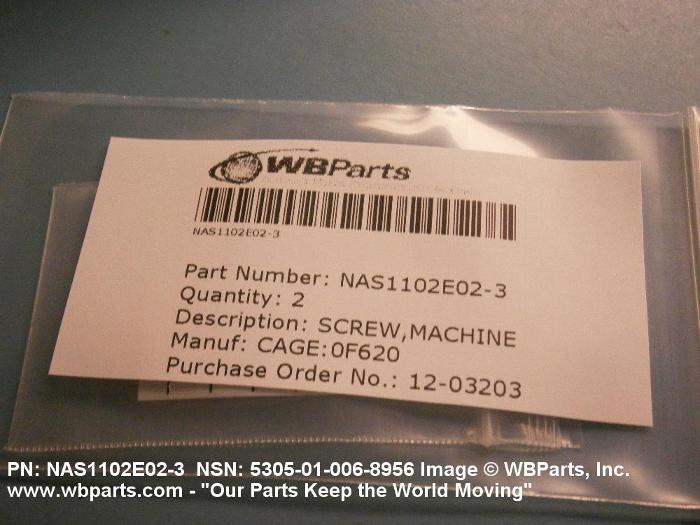 WBParts
NAS1102E02-3
Part Number: NAS1102E02-3
Quantity: 2
Description: SCREW,MACHINE
Manuf: CAGE:0F620
Purchase Order No.: 12-03203
PN: NAS1102E02-3 NSN: 5305-01-006-8956 Image © WBParts, Inc.
www.wbparts.com - "Our Parts Keep the World Moving"